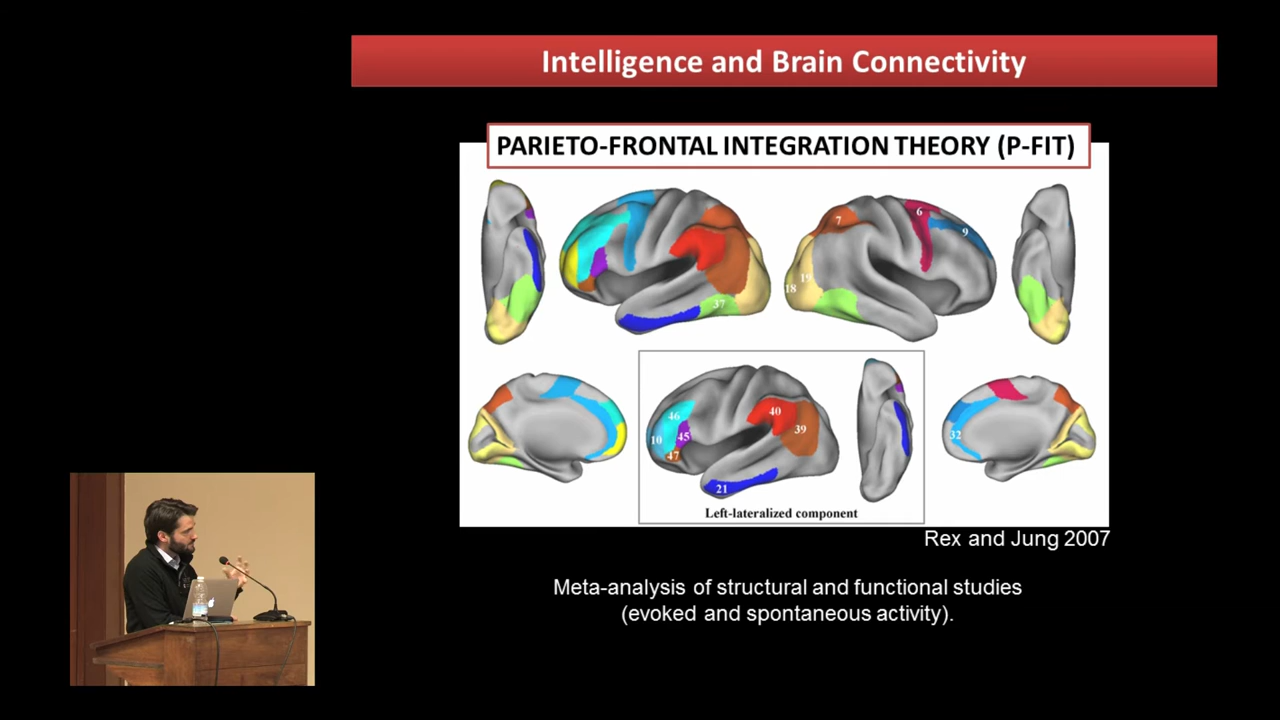 Intelligence and Brain Connectivity
PARIETO-FRONTAL INTEGRATION THEORY (P-FIT)
7
6
9
19
18
37
46
40
10
45
39
47
21
32
Left-lateralized component
Rex and Jung 2007
Meta-analysis of structural and functional studies
(evoked and spontaneous activity).